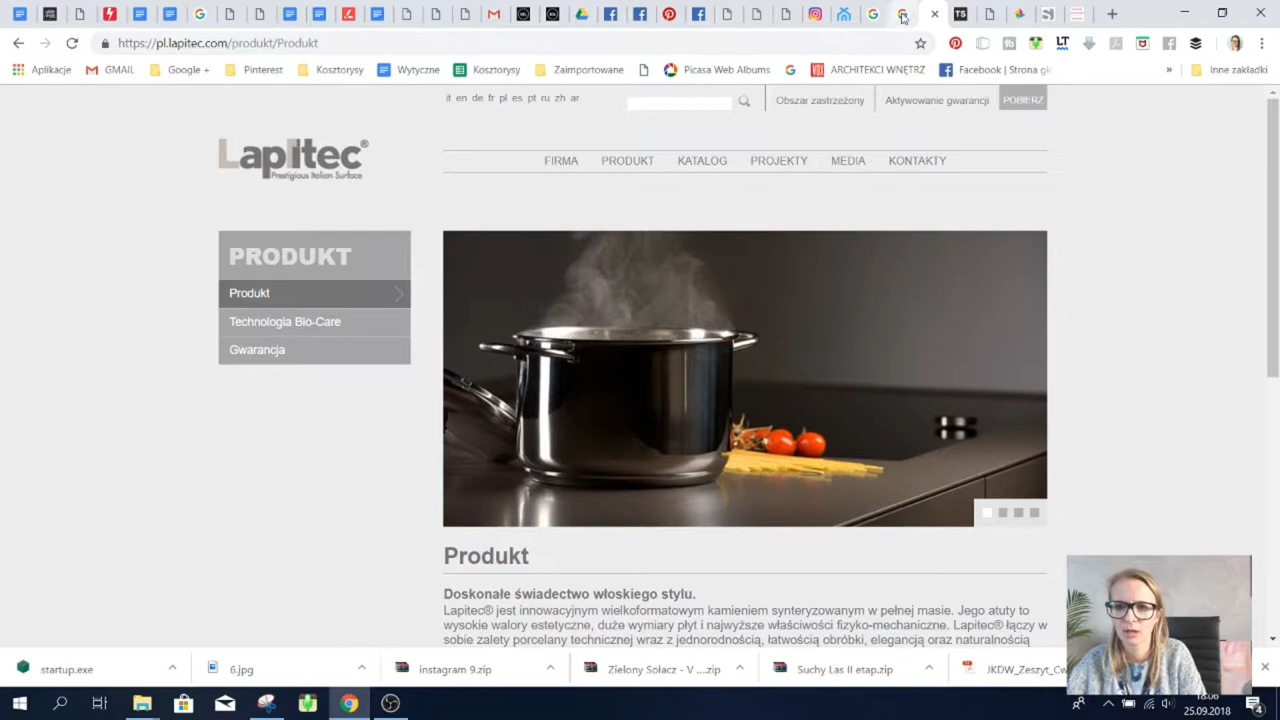 https://pl.lapitec.com/produkt/Produkt
Aplikacje
GMAIL
Google +
Pinterest
Kosztorysy
Wytyczne
Kosztorysy
Zaimportowane
Picasa Web Albums
ARCHITEKCI WNĘTRZ
Facebook | Strona gł
»
Inne zakładki
it en de fr pl es pt ru zh ar
Obszar zastrzeżony
Aktywowanie gwarancji
POBIERZ
Lapitec®
Prestigious Italian Surface
FIRMA PRODUKT KATALOG PROJEKTY MEDIA KONTAKTY
PRODUKT
Produkt
Technologia Bio-Care
Gwarancja
Produkt
Doskonałe świadectwo włoskiego stylu.
Lapitec® jest innowacyjnym wielkoformatowym kamieniem synteryzowanym w pełnej masie. Jego atuty to
wysokie walory estetyczne, duże wymiary płyt i najwyższe właściwości fizyko-mechaniczne. Lapitec® łączy w
sobie zalety porcelany technicznej wraz z jednorodnością, łatwością obróbki, elegancją oraz naturalnością
startup.exe
6.jpg
instagram 9.zip
Zielony Sołacz - V ....zip
Suchy Las II etap.zip
JKDW_Zeszyt_Cw
18:06
25.09.2018
4